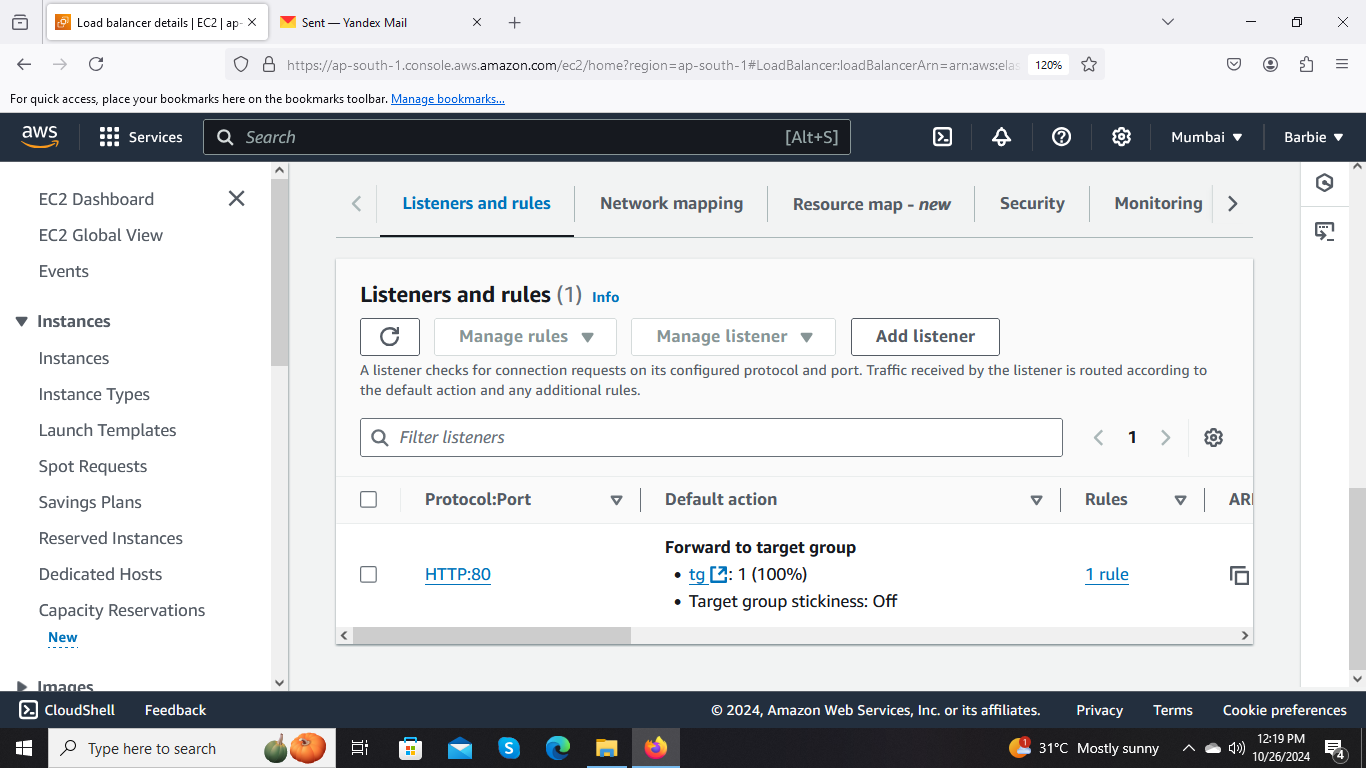 Load balancer details | EC2 | ap-
Sent — Yandex Mail
https://ap-south-1.console.aws.amazon.com/ec2/home?region=ap-south-1#LoadBalancer:loadBalancerArn=arn:aws:elas
120%
For quick access, place your bookmarks here on the bookmarks toolbar. Manage bookmarks...
aws
Services
Search
[Alt+S]
Mumbai
Barbie
EC2 Dashboard
EC2 Global View
Events
Instances
Instances
Instance Types
Launch Templates
Spot Requests
Savings Plans
Reserved Instances
Dedicated Hosts
Capacity Reservations
New
Images
Listeners and rules
Network mapping
Resource map - new
Security
Monitoring
Listeners and rules (1) Info
Manage rules
Manage listener
Add listener
A listener checks for connection requests on its configured protocol and port. Traffic received by the listener is routed according to
the default action and any additional rules.
Filter listeners
1
Protocol:Port
Default action
Rules
ARI
HTTP:80
Forward to target group
• tg : 1 (100%)
• Target group stickiness: Off
1 rule
CloudShell
Feedback
© 2024, Amazon Web Services, Inc. or its affiliates.
Privacy
Terms
Cookie preferences
Type here to search
1
31°C Mostly sunny
12:19 PM
10/26/2024
4